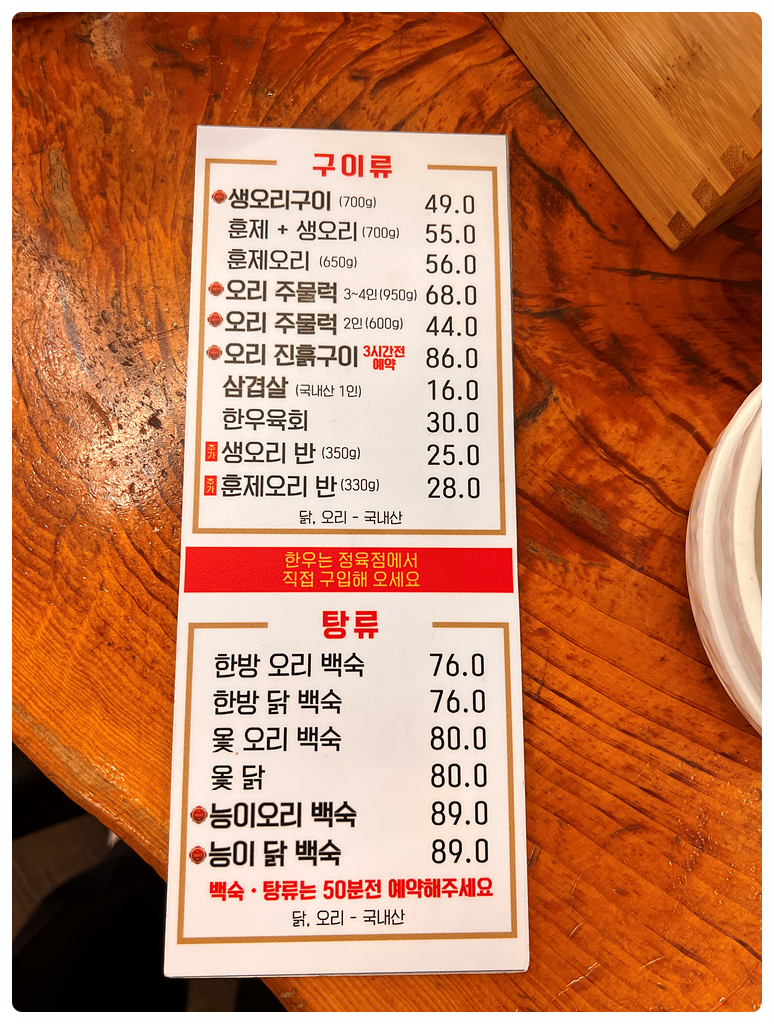 구이류
생오리구이 (700g) 49.0
훈제 + 생오리 (700g) 55.0
훈제오리 (650g) 56.0
오리 주물럭 3~4인(950g) 68.0
오리 주물럭 2인(600g) 44.0
오리 진흙구이 3시간전 예약 86.0
삼겹살 (국내산 1인) 16.0
한우육회 30.0
추가 생오리 반 (350g) 25.0
추가 훈제오리 반 (330g) 28.0
닭, 오리 - 국내산
한우는 정육점에서
직접 구입해 오세요
탕류
한방 오리 백숙 76.0
한방 닭 백숙 76.0
옻 오리 백숙 80.0
옻 닭 80.0
능이오리 백숙 89.0
능이 닭 백숙 89.0
백숙 · 탕류는 50분전 예약해주세요
닭, 오리 - 국내산